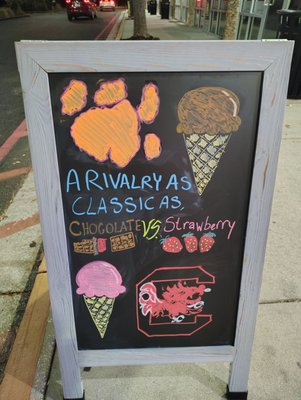 A RIVALRY AS
CLASSIC AS
CHOCOLATE VS Strawberry
C